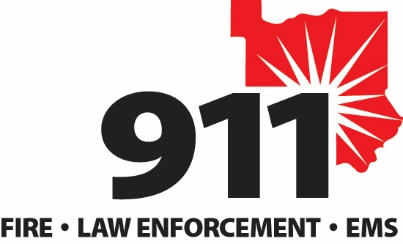 911
FIRE • LAW ENFORCEMENT • EMS